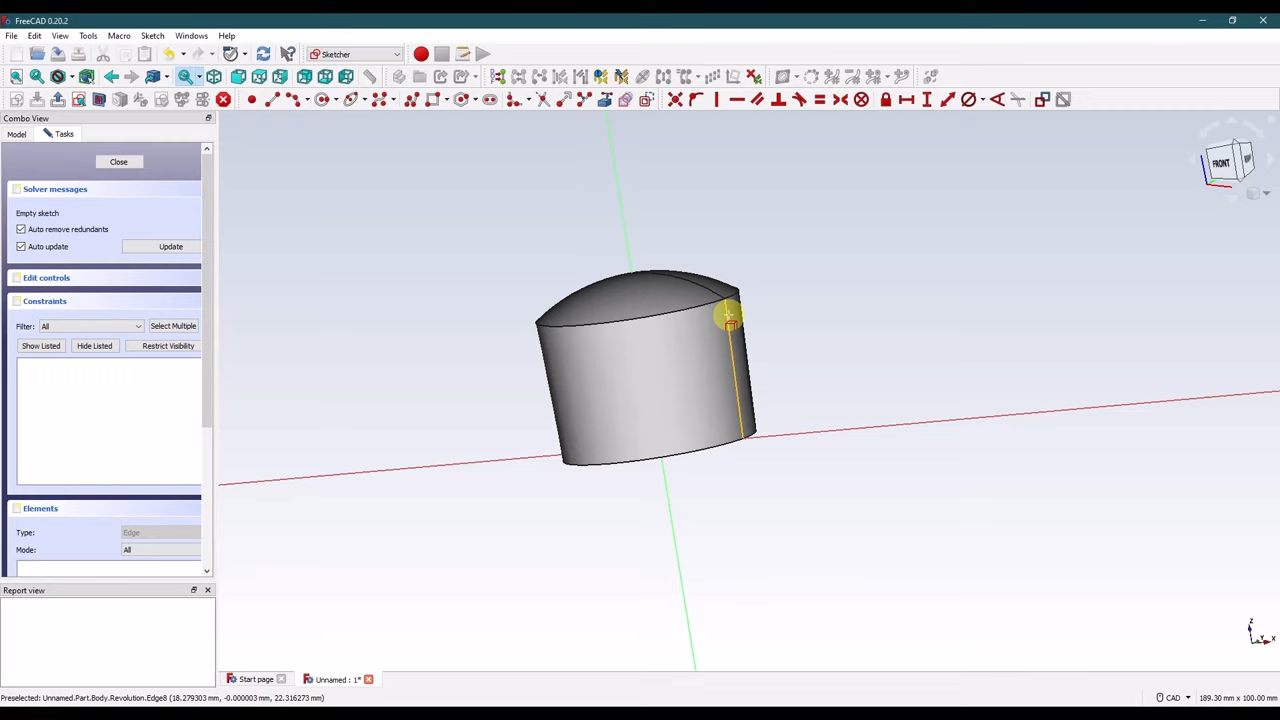 FreeCAD 0.20.2
File Edit View Tools Macro Sketch Windows Help
Sketcher
Combo View
Model Tasks
Close
Solver messages
Empty sketch
Auto remove redundants
Auto update Update
Edit controls
Constraints
Filter: All Select Multiple
Show Listed Hide Listed Restrict Visibility
Elements
Type: Edge
Mode: All
Report view
FRONT
Z
Y X
Start page Unnamed : 1*
Preselected: Unnamed.Part.Body.Revolution.Edge8 (18.279303 mm, -0.000003 mm, 22.316273 mm) CAD 189.30 mm x 100.00 mm